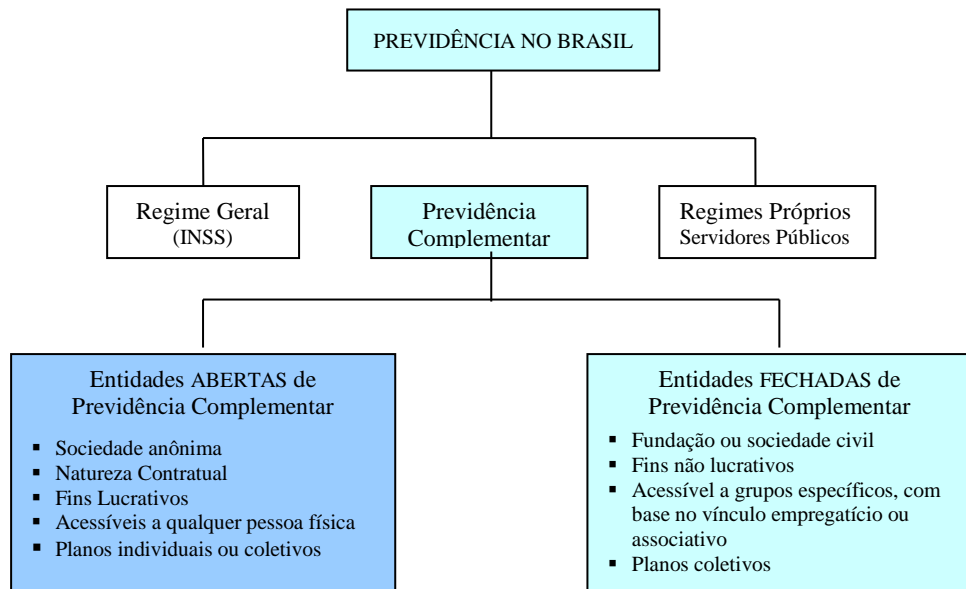 PREVIDÊNCIA NO BRASIL
Regime Geral
(INSS)
Previdência
Complementar
Regimes Próprios
Servidores Públicos
Entidades ABERTAS de
Previdência Complementar
▪ Sociedade anônima
▪ Natureza Contratual
▪ Fins Lucrativos
▪ Acessíveis a qualquer pessoa física
▪ Planos individuais ou coletivos
Entidades FECHADAS de
Previdência Complementar
▪ Fundação ou sociedade civil
▪ Fins não lucrativos
▪ Acessível a grupos específicos, com
base no vínculo empregatício ou
associativo
▪ Planos coletivos